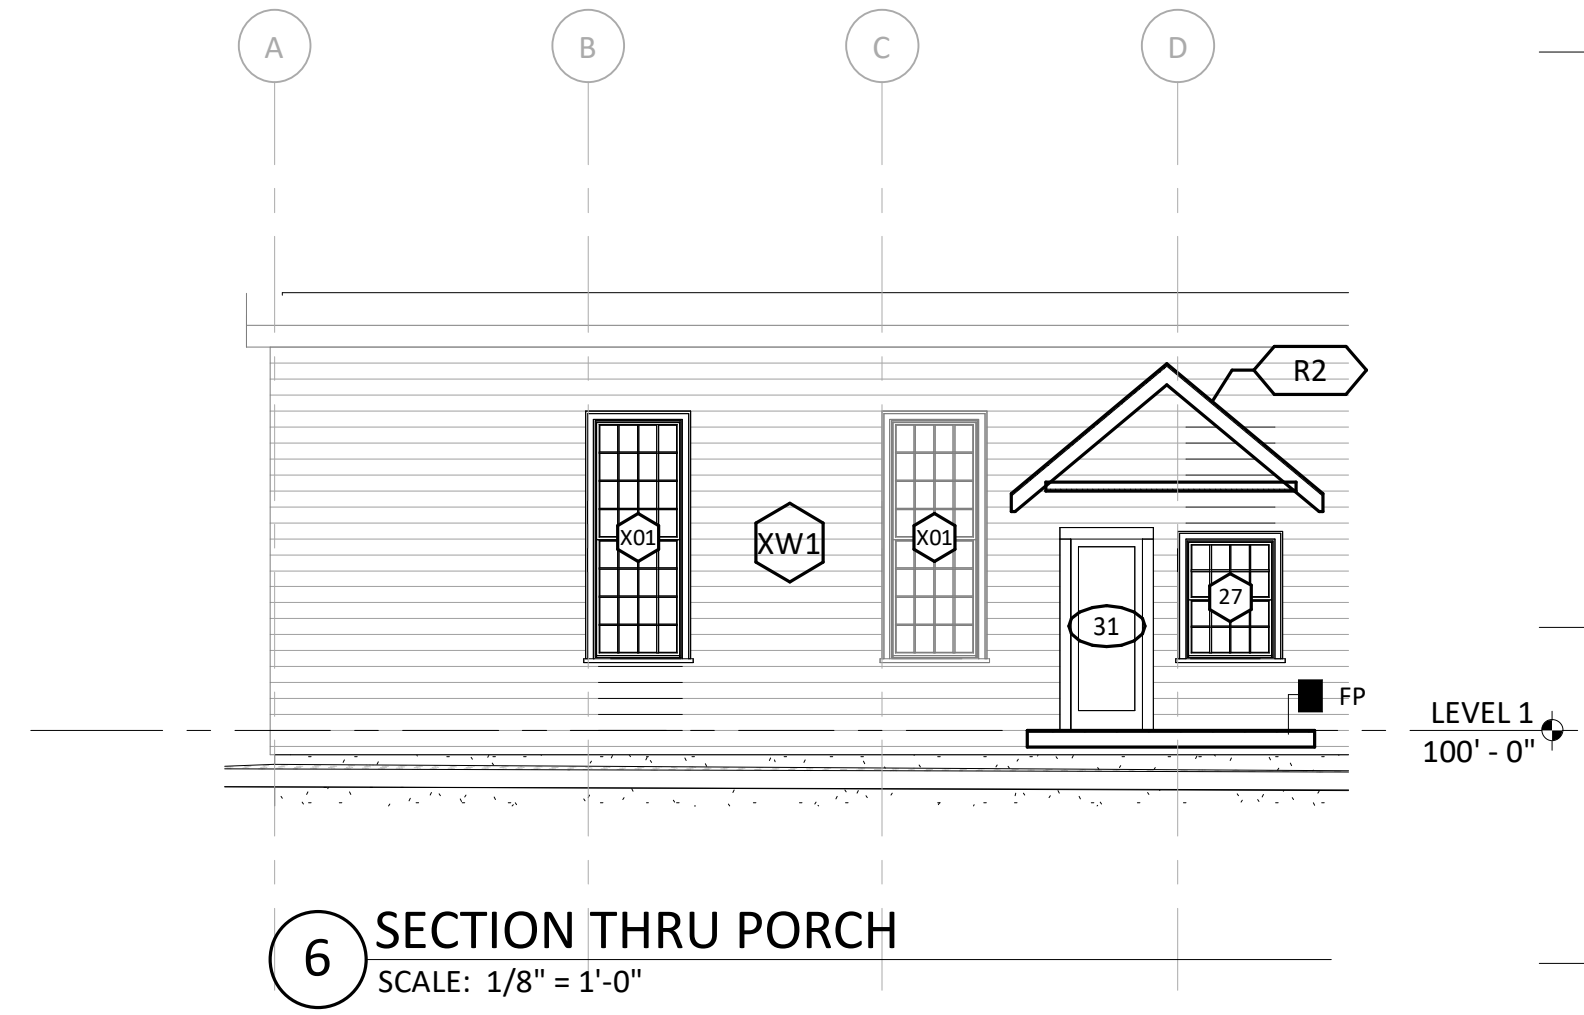 A
B
C
D
R2
X01
XW1
X01
27
31
FP
LEVEL 1
100' - 0"
6
SECTION THRU PORCH
SCALE: 1/8" = 1'-0"